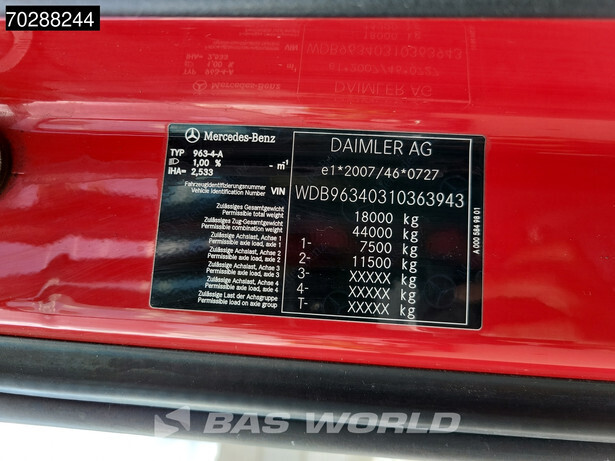 70288244
Mercedes-Benz
DAIMLER AG
TYP 963-4-A
1,00 % - m⁻¹
iHA= 2,533
e1*2007/46*0727
Fahrzeugidentifizierungsnummer
Vehicle Identification Number VIN
WDB96340310363943
Zulässiges Gesamtgewicht
Permissible total weight 18000 kg
Zulässiges Zug-Gesamtgewicht
Permissible combination weight 44000 kg
Zulässige Achslast, Achse 1
Permissible axle load, axle 1 1- 7500 kg
Zulässige Achslast, Achse 2
Permissible axle load, axle 2 2- 11500 kg
Zulässige Achslast, Achse 3
Permissible axle load, axle 3 3- XXXXX kg
Zulässige Achslast, Achse 4
Permissible axle load, axle 4 4- XXXXX kg
Zulässige Last der Achsgruppe
Permissible load on axle group T- XXXXX kg
A 000 584 98 01
BAS WORLD